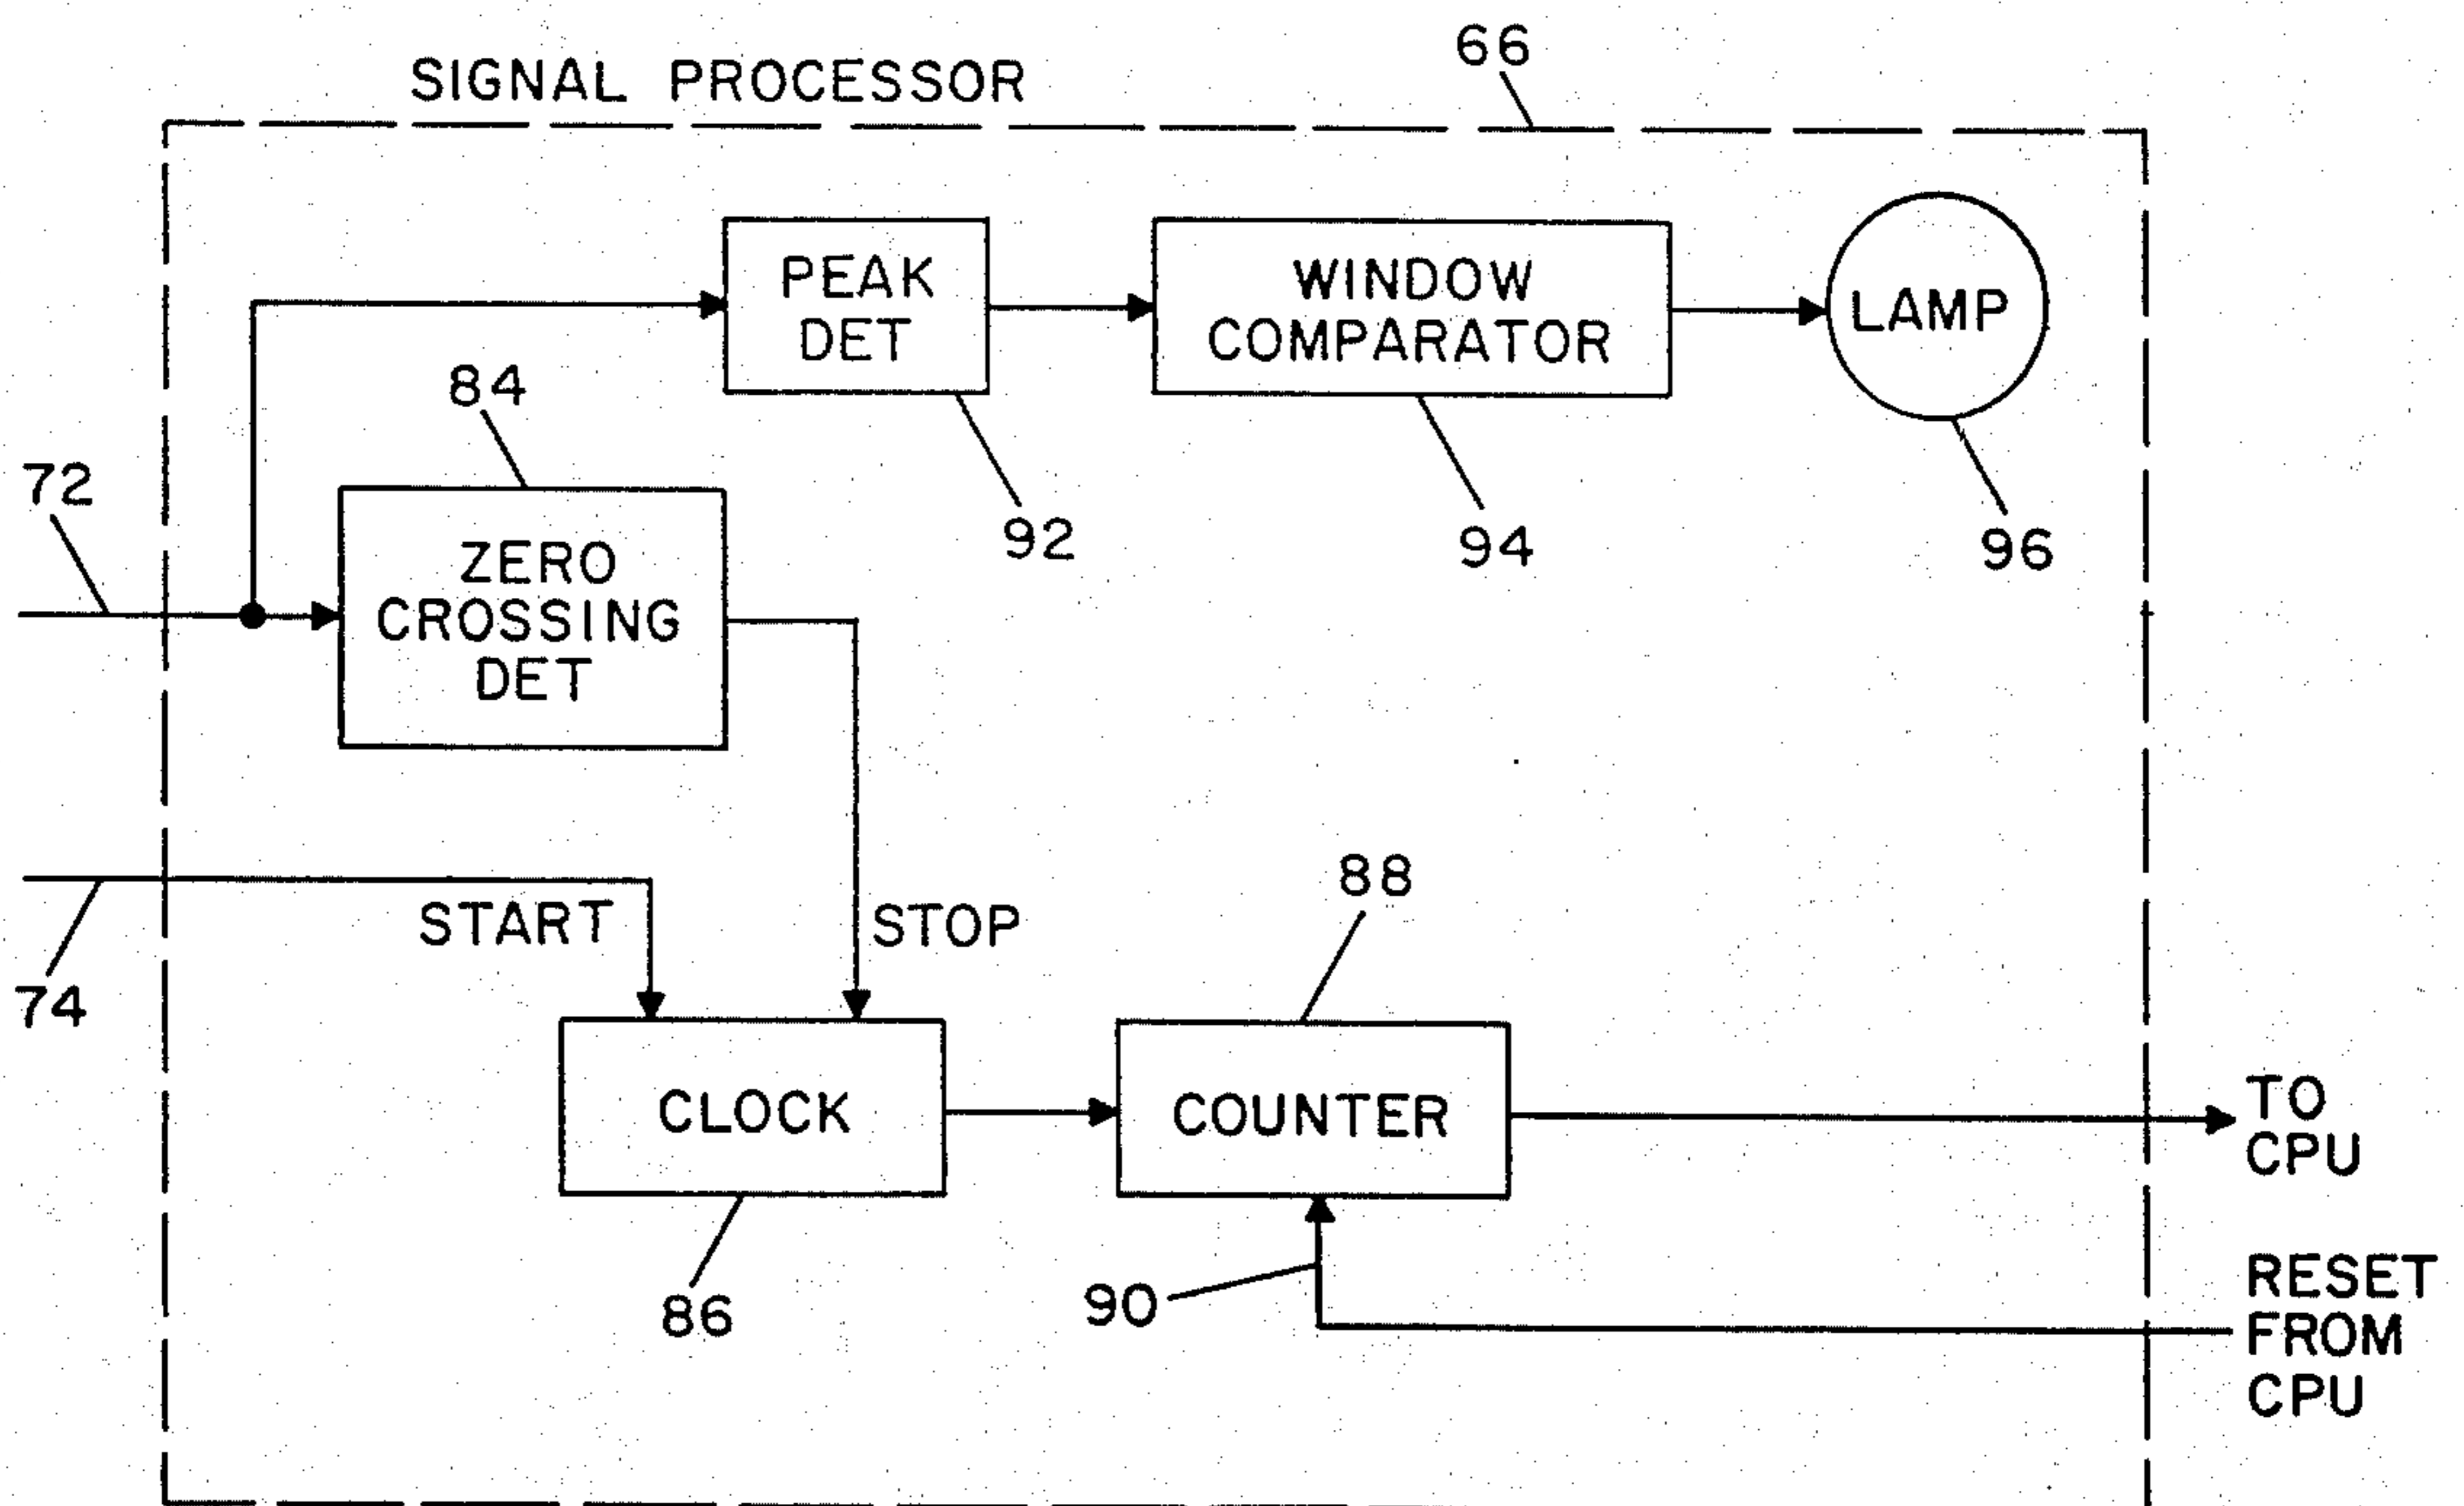 66
SIGNAL PROCESSOR
PEAK
DET
WINDOW
COMPARATOR
LAMP
84
72
92
94
96
ZERO
CROSSING
DET
88
START
STOP
74
CLOCK
COUNTER
TO
CPU
86
90
RESET
FROM
CPU